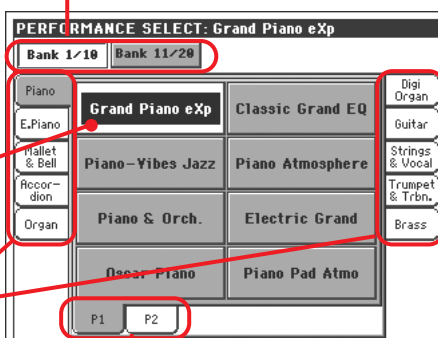 PERFORMANCE SELECT: Grand Piano eXp
Bank 1/10 Bank 11/20
Piano
E.Piano
Mallet
& Bell
Accor-
dion
Organ
Grand Piano eXp Classic Grand EQ
Piano-Vibes Jazz Piano Atmosphere
Piano & Orch. Electric Grand
Oscar Piano Piano Pad Atmo
Digi
Organ
Guitar
Strings
& Vocal
Trumpet
& Trbn.
Brass
P1 P2